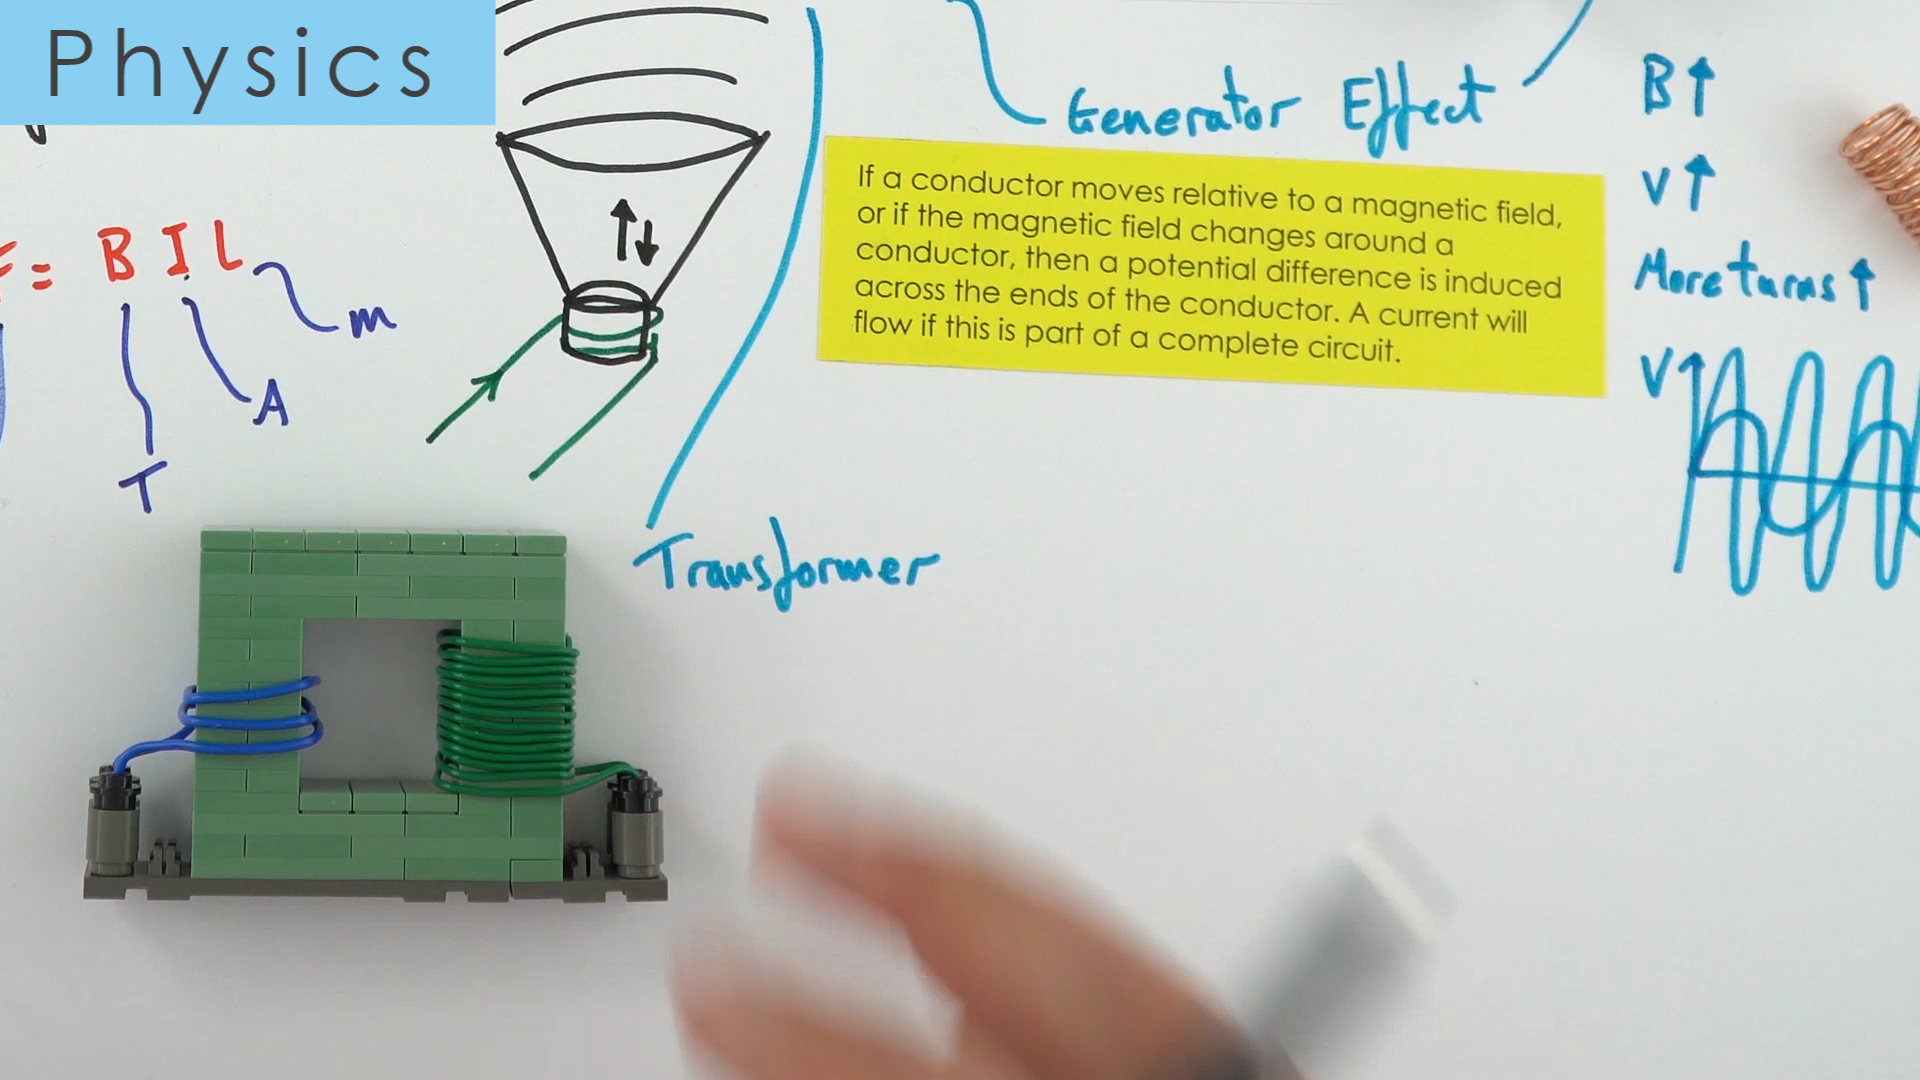 Physics
Generator Effect
If a conductor moves relative to a magnetic field,
or if the magnetic field changes around a
conductor, then a potential difference is induced
across the ends of the conductor. A current will
flow if this is part of a complete circuit.
B↑
V↑
More turns ↑
V
F = B I L
m
A
T
Transformer